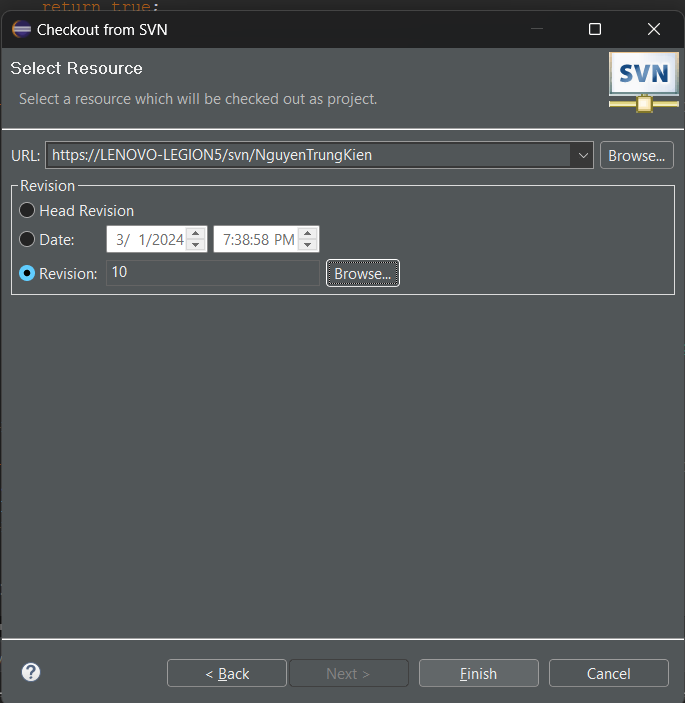 return true;
Checkout from SVN
Select Resource
Select a resource which will be checked out as project.
SVN
URL: https://LENOVO-LEGION5/svn/NguyenTrungKien Browse...
Revision
Head Revision
Date: 3/ 1/2024 7:38:58 PM
Revision: 10 Browse...
? < Back Next > Finish Cancel